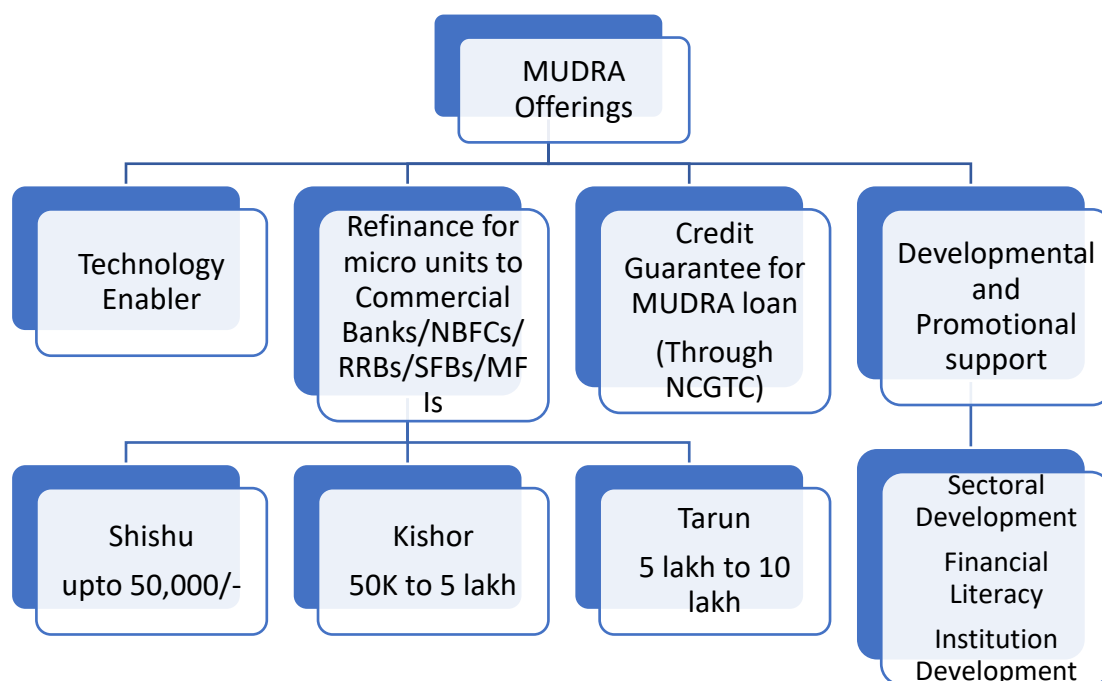 MUDRA
Offerings
Technology
Enabler
Refinance for
micro units to
Commercial
Banks/NBFCs/
RRBs/SFBs/MF
Is
Credit
Guarantee for
MUDRA loan
(Through
NCGTC)
Developmental
and
Promotional
support
Shishu
upto 50,000/-
Kishor
50K to 5 lakh
Tarun
5 lakh to 10
lakh
Sectoral
Development
Financial
Literacy
Institution
Development